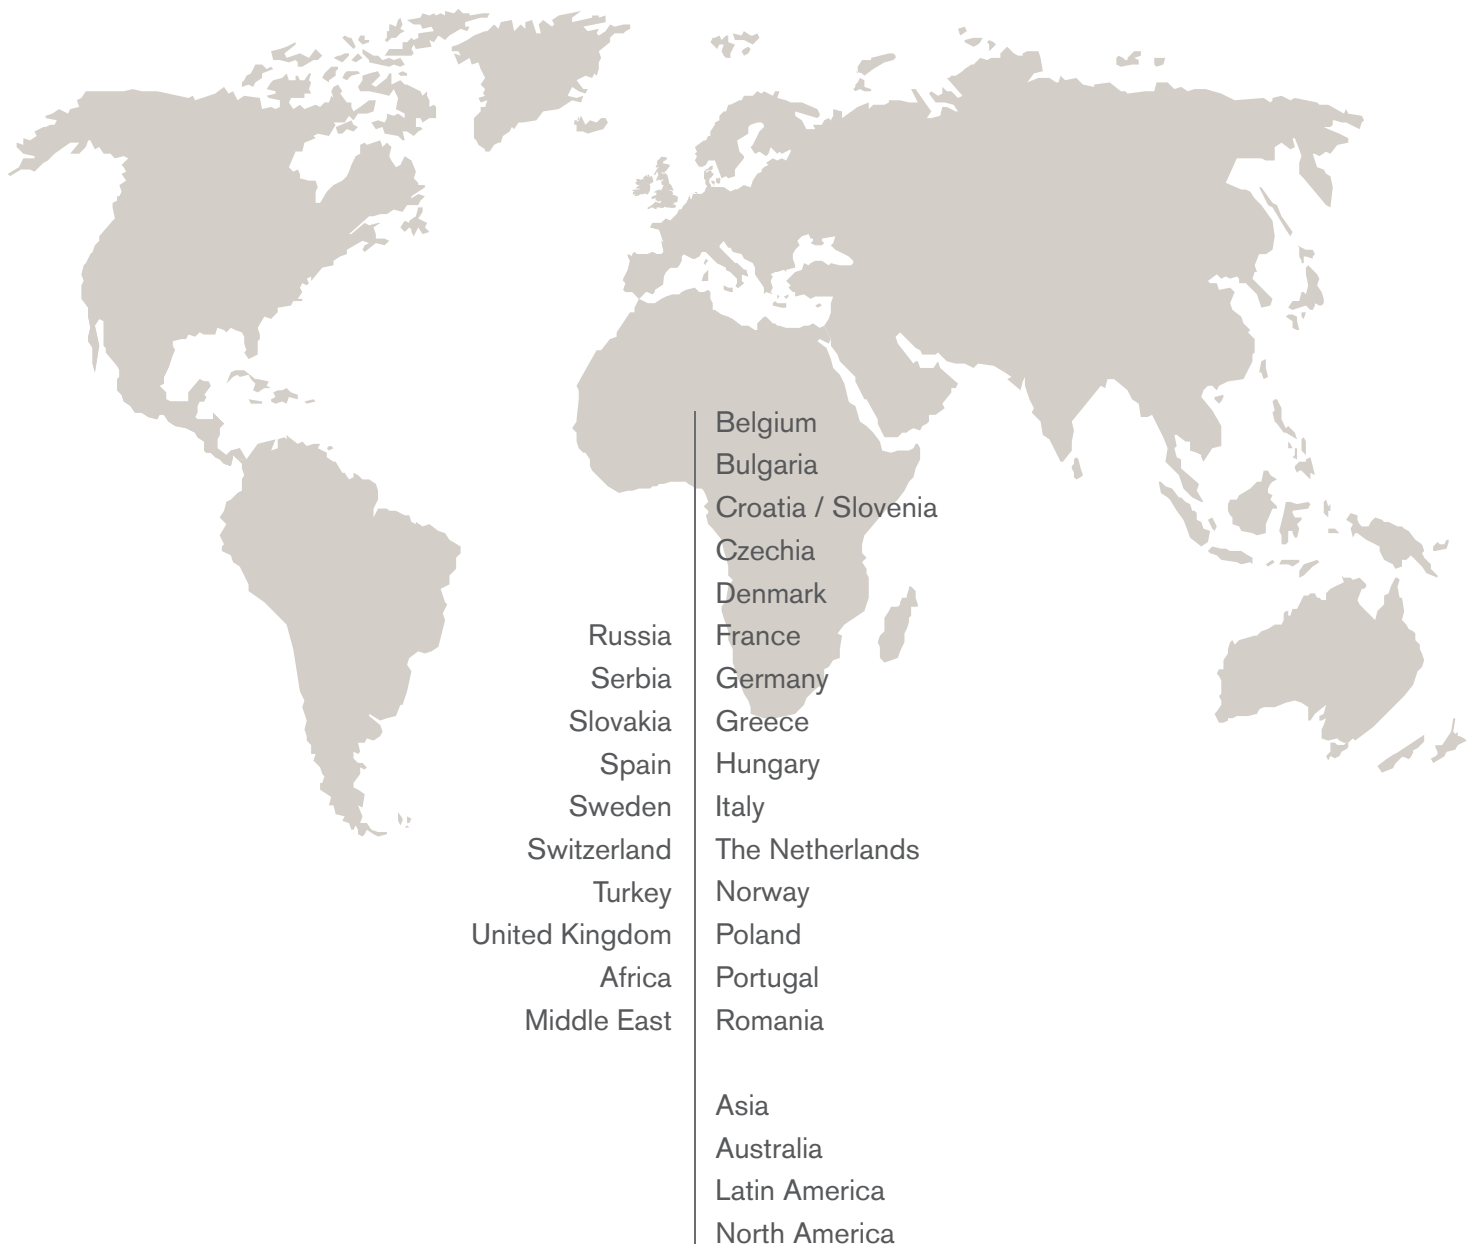 Belgium
Bulgaria
Croatia / Slovenia
Czechia
Denmark
France
Germany
Greece
Hungary
Italy
The Netherlands
Norway
Poland
Portugal
Romania
Russia
Serbia
Slovakia
Spain
Sweden
Switzerland
Turkey
United Kingdom
Africa
Middle East
Asia
Australia
Latin America
North America